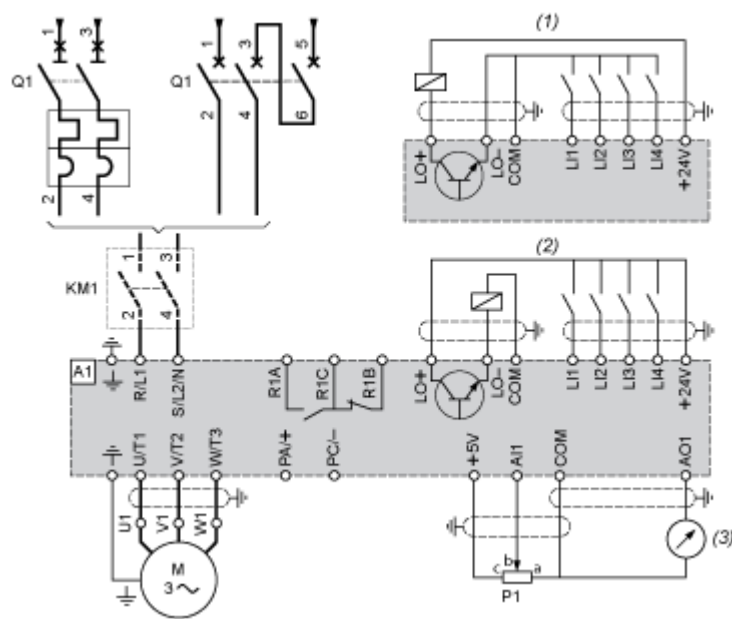 1 3
Q1
2 4
1 3 5
Q1
2 4 6
(1)
LO+ LO- COM LI1 LI2 LI3 LI4 +24V
1 3
KM1
2 4
(2)
A1
R/L1 S/L2/N R1A R1C R1B LO+ LO- COM LI1 LI2 LI3 LI4 +24V
U/T1 V/T2 W/T3 PA/+ PC/– +5V AI1 COM AO1
U1 V1 W1
M
3
c b a
P1
(3)